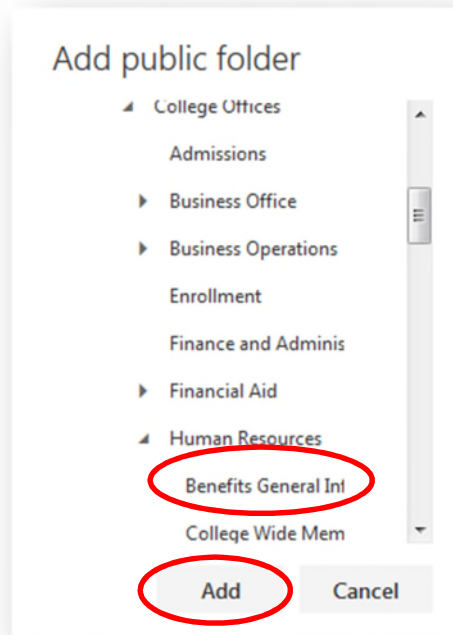 Add public folder
College Offices
Admissions
Business Office
Business Operations
Enrollment
Finance and Adminis
Financial Aid
Human Resources
Benefits General Inf
College Wide Mem
Add Cancel